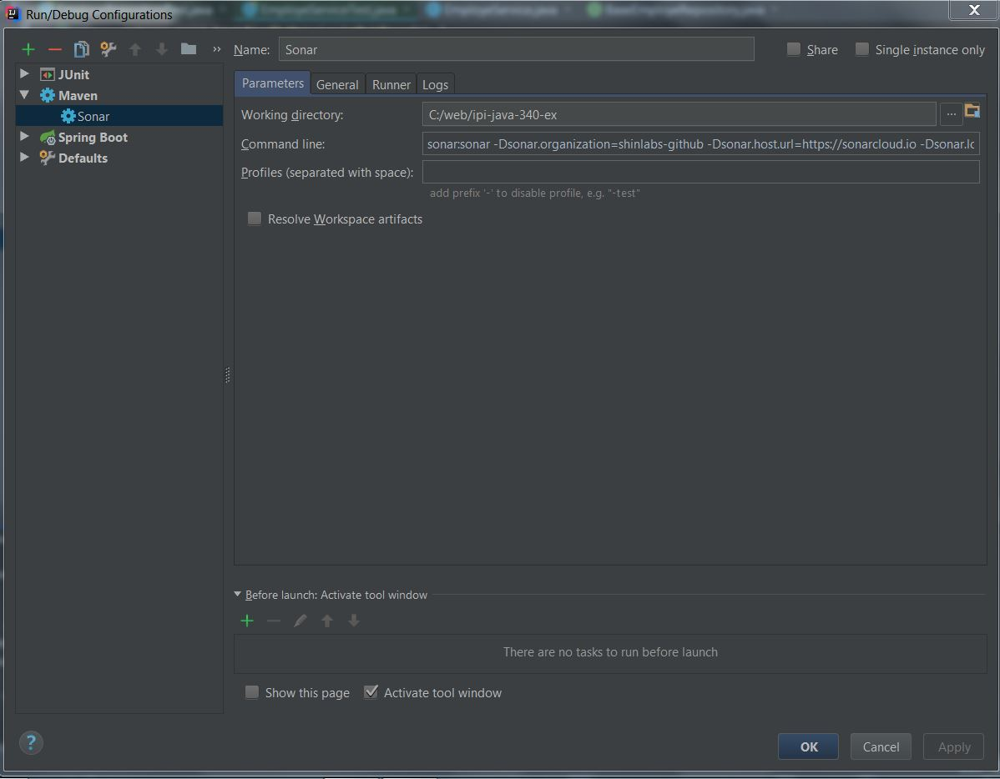 Run/Debug Configurations
Name: Sonar Share Single instance only
JUnit
Maven
Sonar
Spring Boot
Defaults
Parameters General Runner Logs
Working directory: C:/web/ipi-java-340-ex ...
Command line: sonar:sonar -Dsonar.organization=shinlabs-github -Dsonar.host.url=https://sonarcloud.io -Dsonar.lo
Profiles (separated with space):
add prefix '-' to disable profile, e.g. "-test"
Resolve Workspace artifacts
Before launch: Activate tool window
There are no tasks to run before launch
Show this page Activate tool window
? OK Cancel Apply